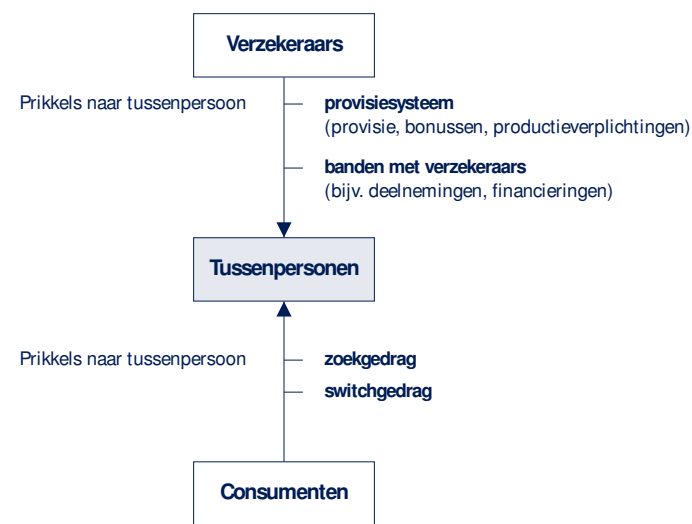 Verzekeraars
Prikkels naar tussenpersoon
provisiesysteem
(provisie, bonussen, productieverplichtingen)
banden met verzekeraars
(bijv. deelnemingen, financieringen)
Tussenpersonen
Prikkels naar tussenpersoon
zoekgedrag
switchgedrag
Consumenten